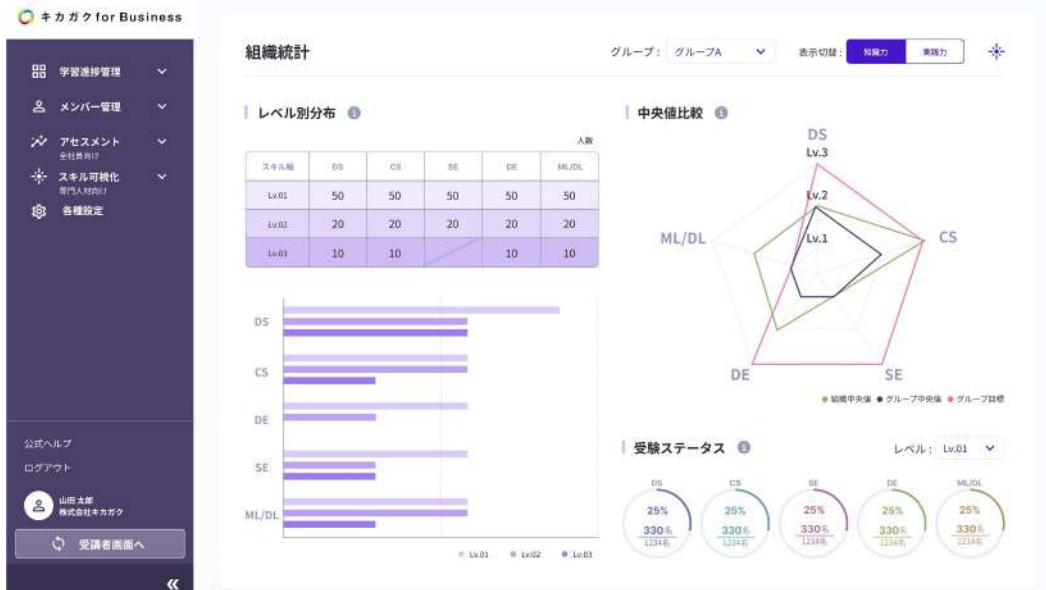 キカガク for Business
学習進捗管理
メンバー管理
アセスメント
全社員向け
スキル可視化
専門人材向け
各種設定
公式ヘルプ
ログアウト
山田 太郎
株式会社キカガク
受講者画面へ
組織統計
グループ： グループA
表示切替： 知識力 実践力
レベル別分布
人数
スキル軸 DS CS SE DE ML/DL
Lv.01 50 50 50 50 50
Lv.02 20 20 20 20 20
Lv.03 10 10 10 10
DS
CS
DE
SE
ML/DL
Lv.01 Lv.02 Lv.03
中央値比較
DS
Lv.3
Lv.2
Lv.1
ML/DL
CS
DE
SE
組織中央値 グループ中央値 グループ目標
受験ステータス
レベル： Lv.01
DS CS SE DE ML/DL
25% 25% 25% 25% 25%
330名 330名 330名 330名 330名
1234名 1234名 1234名 1234名 1234名